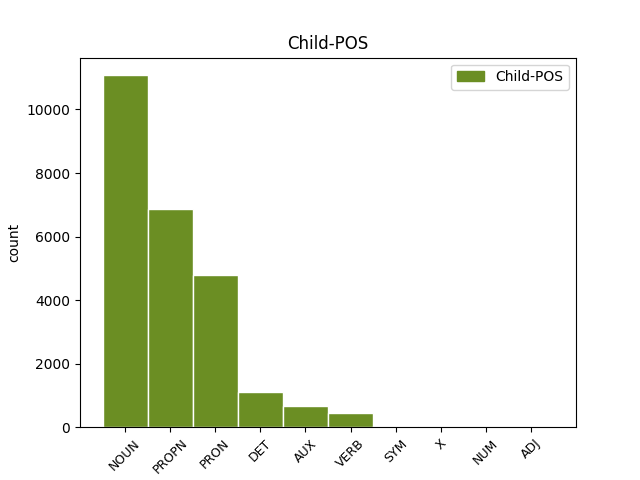 Child-POS
Child-POS
count
10000
8000
6000
4000
2000
0
NOUN
PROPN
PRON
DET
AUX
VERB
SYM
X
NUM
ADJ